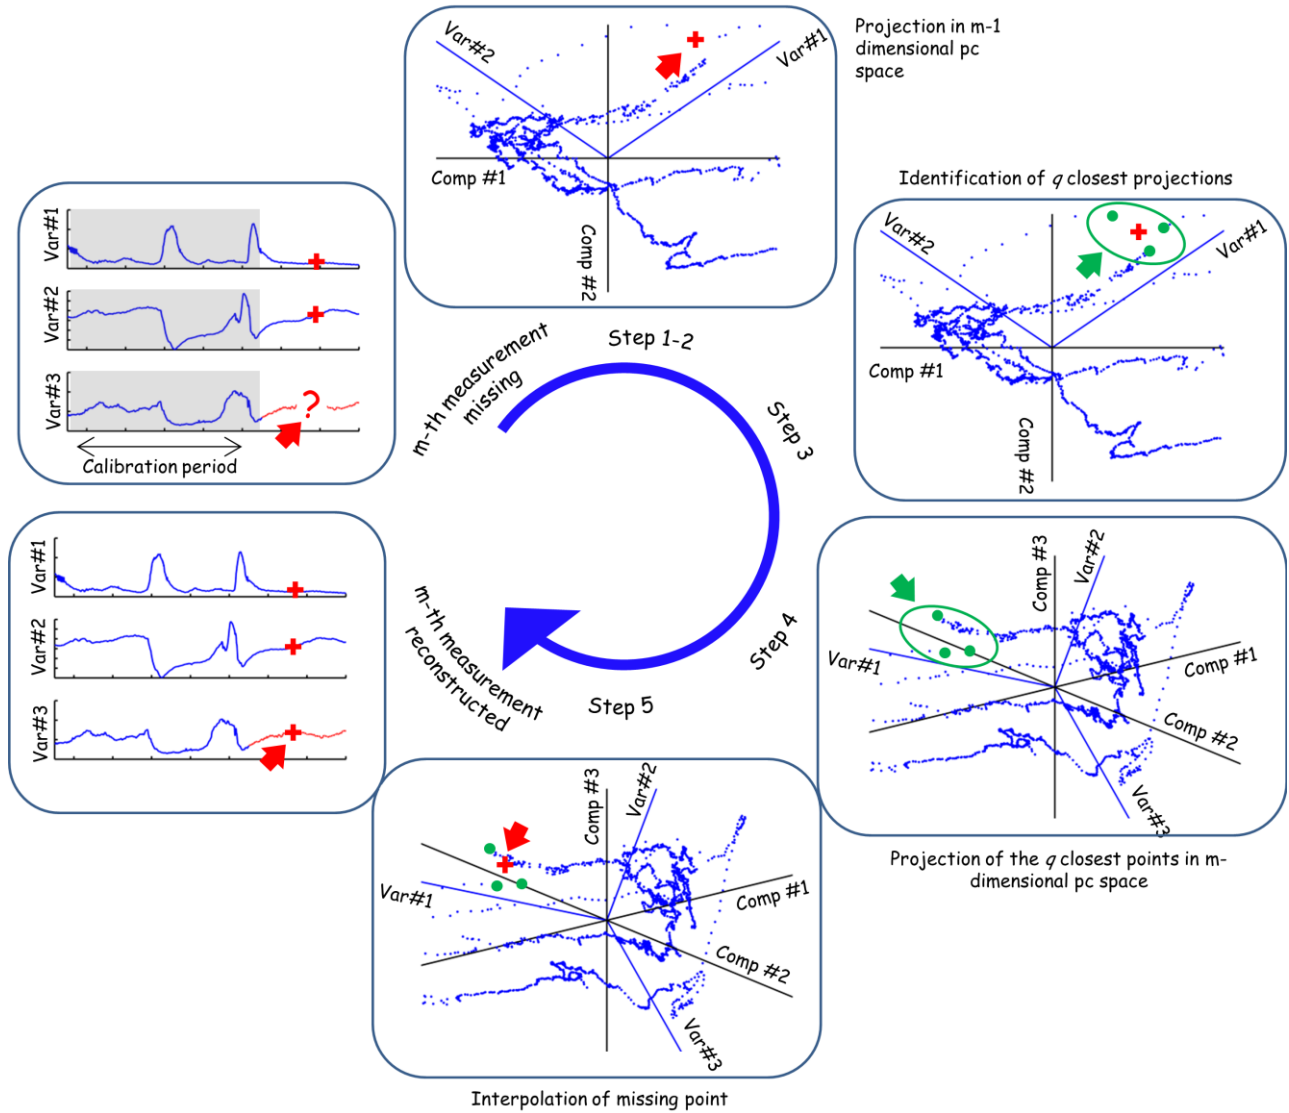 Projection in m-1
dimensional pc
space
Var#2
Var#1
Comp #1
Comp #2
Identification of q closest projections
Var#2
Var#1
Comp #1
Comp #2
Var#1
Var#2
Var#3
?
Calibration period
m-th measurement
missing
Step 1-2
Step 3
Step 4
Step 5
m-th measurement
reconstructed
Var#1
Var#2
Var#3
Comp #3
Var#2
Var#1
Comp #1
Comp #2
Var#3
Projection of the q closest points in m-
dimensional pc space
Comp #3
Var#2
Var#1
Comp #1
Comp #2
Var#3
Interpolation of missing point